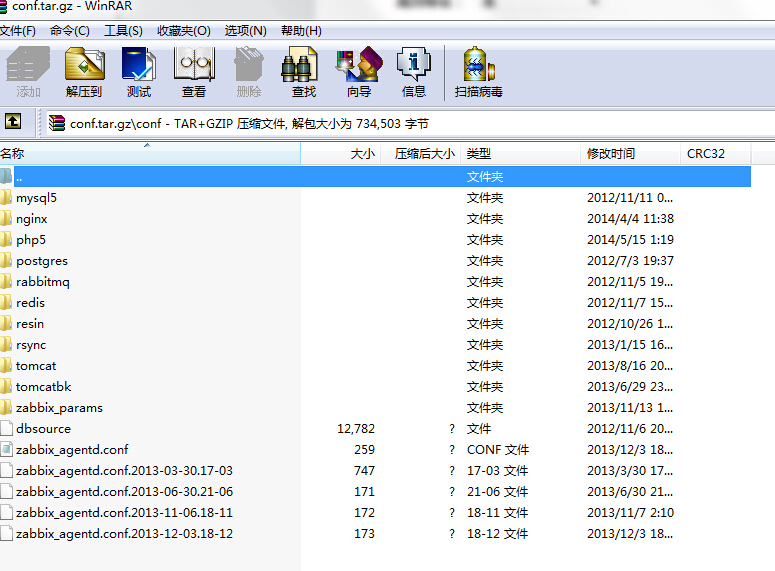 conf.tar.gz - WinRAR
文件(F) 命令(C) 工具(S) 收藏夹(O) 选项(N) 帮助(H)
添加 解压到 测试 查看 删除 查找 向导 信息 扫描病毒
conf.tar.gz\conf - TAR+GZIP 压缩文件, 解包大小为 734,503 字节
名称 大小 压缩后大小 类型 修改时间 CRC32
.. 文件夹
mysql5 文件夹 2012/11/11 0...
nginx 文件夹 2014/4/4 11:38
php5 文件夹 2014/5/15 1:19
postgres 文件夹 2012/7/3 19:37
rabbitmq 文件夹 2012/11/5 19...
redis 文件夹 2012/11/7 15...
resin 文件夹 2012/10/26 1...
rsync 文件夹 2013/1/15 16...
tomcat 文件夹 2013/8/16 20...
tomcatbk 文件夹 2013/6/29 23...
zabbix_params 文件夹 2013/11/13 1...
dbsource 12,782 ? 文件 2012/11/6 20...
zabbix_agentd.conf 259 ? CONF 文件 2013/12/3 18...
zabbix_agentd.conf.2013-03-30.17-03 747 ? 17-03 文件 2013/3/30 17...
zabbix_agentd.conf.2013-06-30.21-06 171 ? 21-06 文件 2013/6/30 21...
zabbix_agentd.conf.2013-11-06.18-11 172 ? 18-11 文件 2013/11/7 2:10
zabbix_agentd.conf.2013-12-03.18-12 173 ? 18-12 文件 2013/12/3 18...